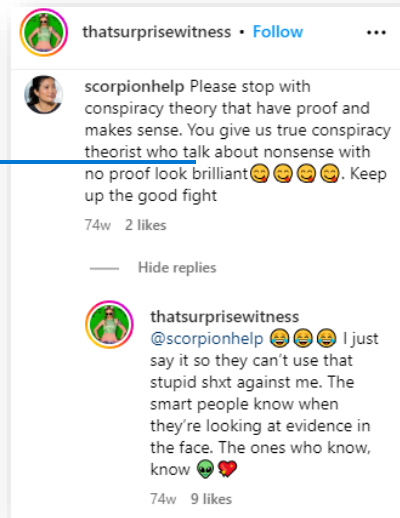 thatsurprisewitness • Follow
scorpionhelp Please stop with
conspiracy theory that have proof and
makes sense. You give us true conspiracy
theorist who talk about nonsense with
no proof look brilliant😋😋😋😋. Keep
up the good fight
74w 2 likes
Hide replies
thatsurprisewitness
@scorpionhelp 😂😂😂 I just
say it so they can't use that
stupid shxt against me. The
smart people know when
they're looking at evidence in
the face. The ones who know,
know 👽💖
74w 9 likes